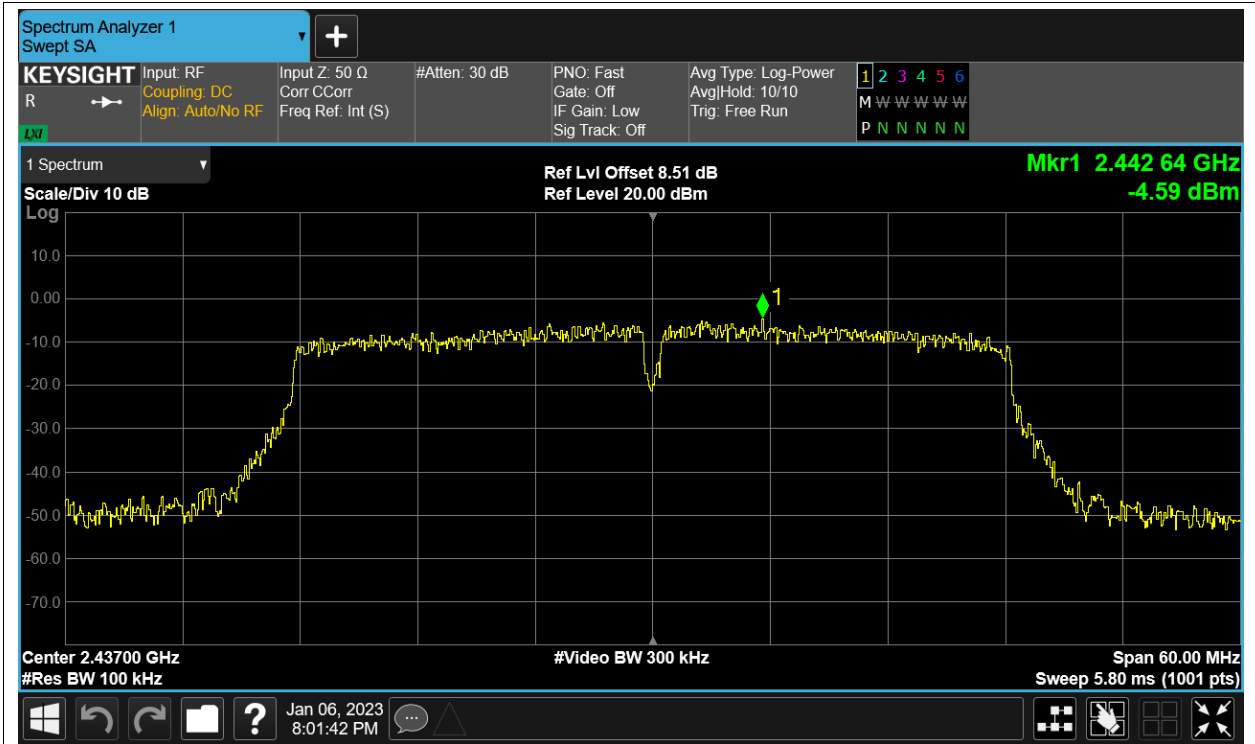 Spectrum Analyzer 1
Swept SA
KEYSIGHT
R
LXI
Input: RF
Coupling: DC
Align: Auto/No RF
Input Z: 50 Ω
Corr CCorr
Freq Ref: Int (S)
#Atten: 30 dB
PNO: Fast
Gate: Off
IF Gain: Low
Sig Track: Off
Avg Type: Log-Power
Avg|Hold: 10/10
Trig: Free Run
1 2 3 4 5 6
M W W W W W
P N N N N N
1 Spectrum
Scale/Div 10 dB
Log
Ref Lvl Offset 8.51 dB
Ref Level 20.00 dBm
Mkr1 2.442 64 GHz
-4.59 dBm
10.0
0.00
1
-10.0
-20.0
-30.0
-40.0
-50.0
-60.0
-70.0
Center 2.43700 GHz
#Video BW 300 kHz
Span 60.00 MHz
#Res BW 100 kHz
Sweep 5.80 ms (1001 pts)
?
Jan 06, 2023
8:01:42 PM